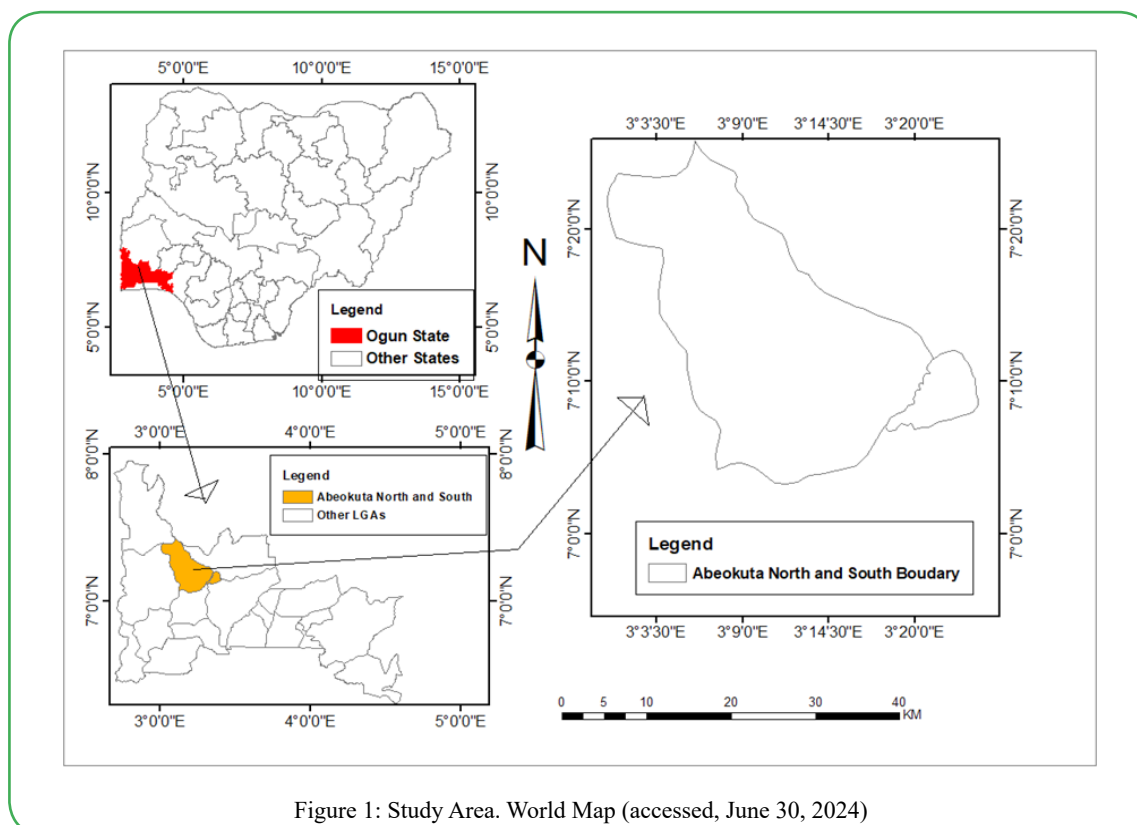 5°0'0"E 10°0'0"E 15°0'0"E
10°0'0"N 10°0'0"N
5°0'0"N 5°0'0"N
Legend
Ogun State
Other States
5°0'0"E 10°0'0"E 15°0'0"E
N
3°0'0"E 4°0'0"E 5°0'0"E
8°0'0"N 8°0'0"N
7°0'0"N 7°0'0"N
Legend
Abeokuta North and South
Other LGAs
3°0'0"E 4°0'0"E 5°0'0"E
3°3'30"E 3°9'0"E 3°14'30"E 3°20'0"E
7°20'0"N 7°20'0"N
7°10'0"N 7°10'0"N
7°0'0"N 7°0'0"N
Legend
Abeokuta North and South Boudary
3°3'30"E 3°9'0"E 3°14'30"E 3°20'0"E
0 5 10 20 30 40
KM
Figure 1: Study Area. World Map (accessed, June 30, 2024)